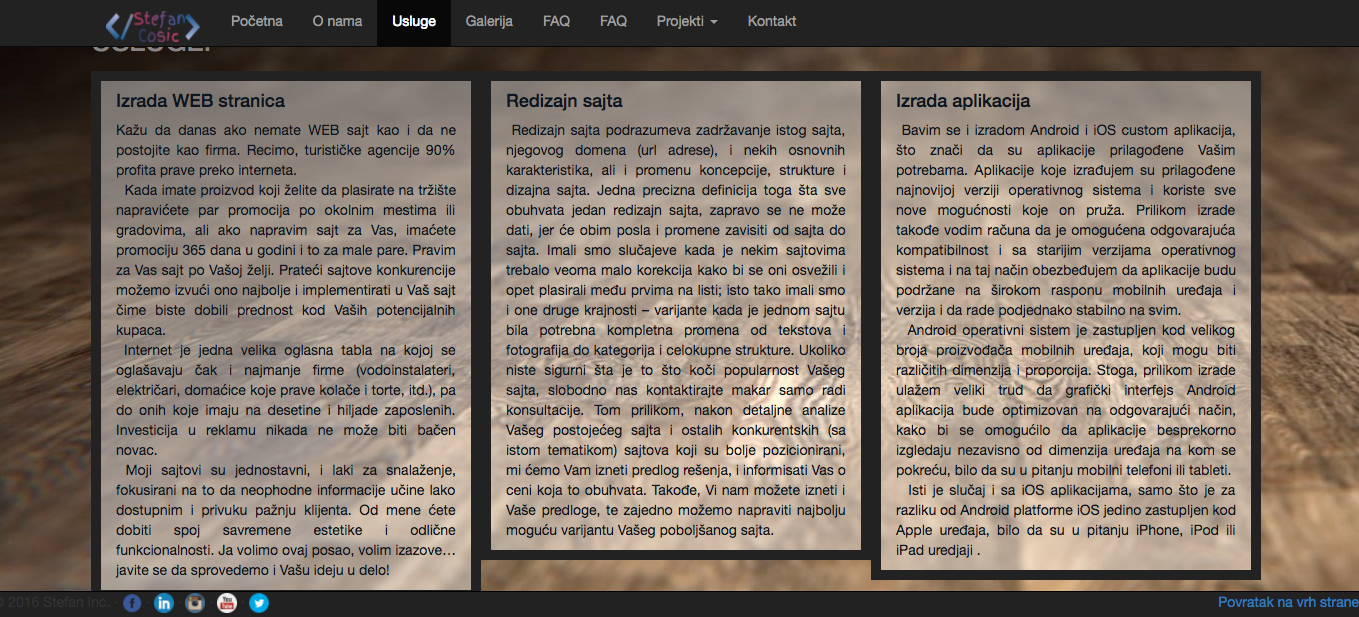 Stefan
Cosic
Početna
O nama
Usluge
Galerija
FAQ
FAQ
Projekti
Kontakt
Izrada WEB stranica
Kažu da danas ako nemate WEB sajt kao i da ne
postojite kao firma. Recimo, turističke agencije 90%
profita prave preko interneta.
Kada imate proizvod koji želite da plasirate na tržište
napravićete par promocija po okolnim mestima ili
gradovima, ali ako napravim sajt za Vas, imaćete
promociju 365 dana u godini i to za male pare. Pravim
za Vas sajt po Vašoj želji. Prateći sajtove konkurencije
možemo izvući ono najbolje i implementirati u Vaš sajt
čime biste dobili prednost kod Vaših potencijalnih
kupaca.
Internet je jedna velika oglasna tabla na kojoj se
oglašavaju čak i najmanje firme (vodoinstalateri,
električari, domaćice koje prave kolače i torte, itd.), pa
do onih koje imaju na desetine i hiljade zaposlenih.
Investicija u reklamu nikada ne može biti bačen
novac.
Moji sajtovi su jednostavni, i laki za snalaženje,
fokusirani na to da neophodne informacije učine lako
dostupnim i privuku pažnju klijenta. Od mene ćete
dobiti spoj savremene estetike i odlične
funkcionalnosti. Ja volimo ovaj posao, volim izazove…
javite se da sprovedemo i Vašu ideju u delo!
Redizajn sajta
Redizajn sajta podrazumeva zadržavanje istog sajta,
njegovog domena (url adrese), i nekih osnovnih
karakteristika, ali i promenu koncepcije, strukture i
dizajna sajta. Jedna precizna definicija toga šta sve
obuhvata jedan redizajn sajta, zapravo se ne može
dati, jer će obim posla i promene zavisiti od sajta do
sajta. Imali smo slučajeve kada je nekim sajtovima
trebalo veoma malo korekcija kako bi se oni osvežili i
opet plasirali među prvima na listi; isto tako imali smo
i one druge krajnosti – varijante kada je jednom sajtu
bila potrebna kompletna promena od tekstova i
fotografija do kategorija i celokupne strukture. Ukoliko
niste sigurni šta je to što koči popularnost Vašeg
sajta, slobodno nas kontaktirajte makar samo radi
konsultacije. Tom prilikom, nakon detaljne analize
Vašeg postojećeg sajta i ostalih konkurentskih (sa
istom tematikom) sajtova koji su bolje pozicionirani,
mi ćemo Vam izneti predlog rešenja, i informisati Vas o
ceni koja to obuhvata. Takođe, Vi nam možete izneti i
Vaše predloge, te zajedno možemo napraviti najbolju
moguću varijantu Vašeg poboljšanog sajta.
Izrada aplikacija
Bavim se i izradom Android i iOS custom aplikacija,
što znači da su aplikacije prilagođene Vašim
potrebama. Aplikacije koje izrađujem su prilagođene
najnovijoj verziji operativnog sistema i koriste sve
nove mogućnosti koje on pruža. Prilikom izrade
takođe vodim računa da je omogućena odgovarajuća
kompatibilnost i sa starijim verzijama operativnog
sistema i na taj način obezbeđujem da aplikacije budu
podržane na širokom rasponu mobilnih uređaja i
verzija i da rade podjednako stabilno na svim.
Android operativni sistem je zastupljen kod velikog
broja proizvođača mobilnih uređaja, koji mogu biti
različitih dimenzija i proporcija. Stoga, prilikom izrade
ulažem veliki trud da grafički interfejs Android
aplikacija bude optimizovan na odgovarajući način,
kako bi se omogućilo da aplikacije besprekorno
izgledaju nezavisno od dimenzija uređaja na kom se
pokreću, bilo da su u pitanju mobilni telefoni ili tableti.
Isti je slučaj i sa iOS aplikacijama, samo što je za
razliku od Android platforme iOS jedino zastupljen kod
Apple uređaja, bilo da su u pitanju iPhone, iPod ili
iPad uredjaji .
© 2016 Stefan Inc. ·
You
Tube
Povratak na vrh strane